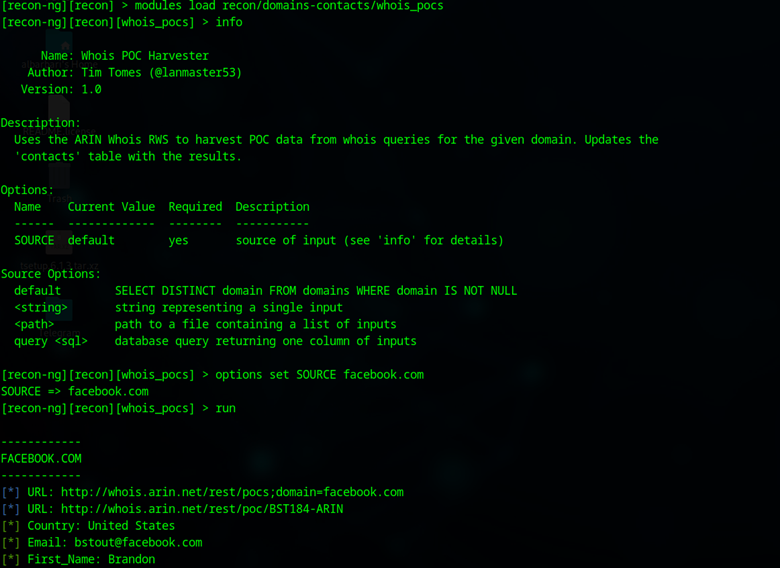 [recon-ng][recon] > modules load recon/domains-contacts/whois_pocs
[recon-ng][recon][whois_pocs] > info
Name: Whois POC Harvester
Author: Tim Tomes (@lanmaster53)
Version: 1.0
Description:
Uses the ARIN Whois RWS to harvest POC data from whois queries for the given domain. Updates the
'contacts' table with the results.
Options:
Name Current Value Required Description
------ ------------- -------- -----------
SOURCE default yes source of input (see 'info' for details)
Source Options:
default SELECT DISTINCT domain FROM domains WHERE domain IS NOT NULL
<string> string representing a single input
<path> path to a file containing a list of inputs
query <sql> database query returning one column of inputs
[recon-ng][recon][whois_pocs] > options set SOURCE facebook.com
SOURCE => facebook.com
[recon-ng][recon][whois_pocs] > run
------------
FACEBOOK.COM
------------
[*] URL: http://whois.arin.net/rest/pocs;domain=facebook.com
[*] URL: http://whois.arin.net/rest/poc/BST184-ARIN
[*] Country: United States
[*] Email: bstout@facebook.com
[*] First_Name: Brandon